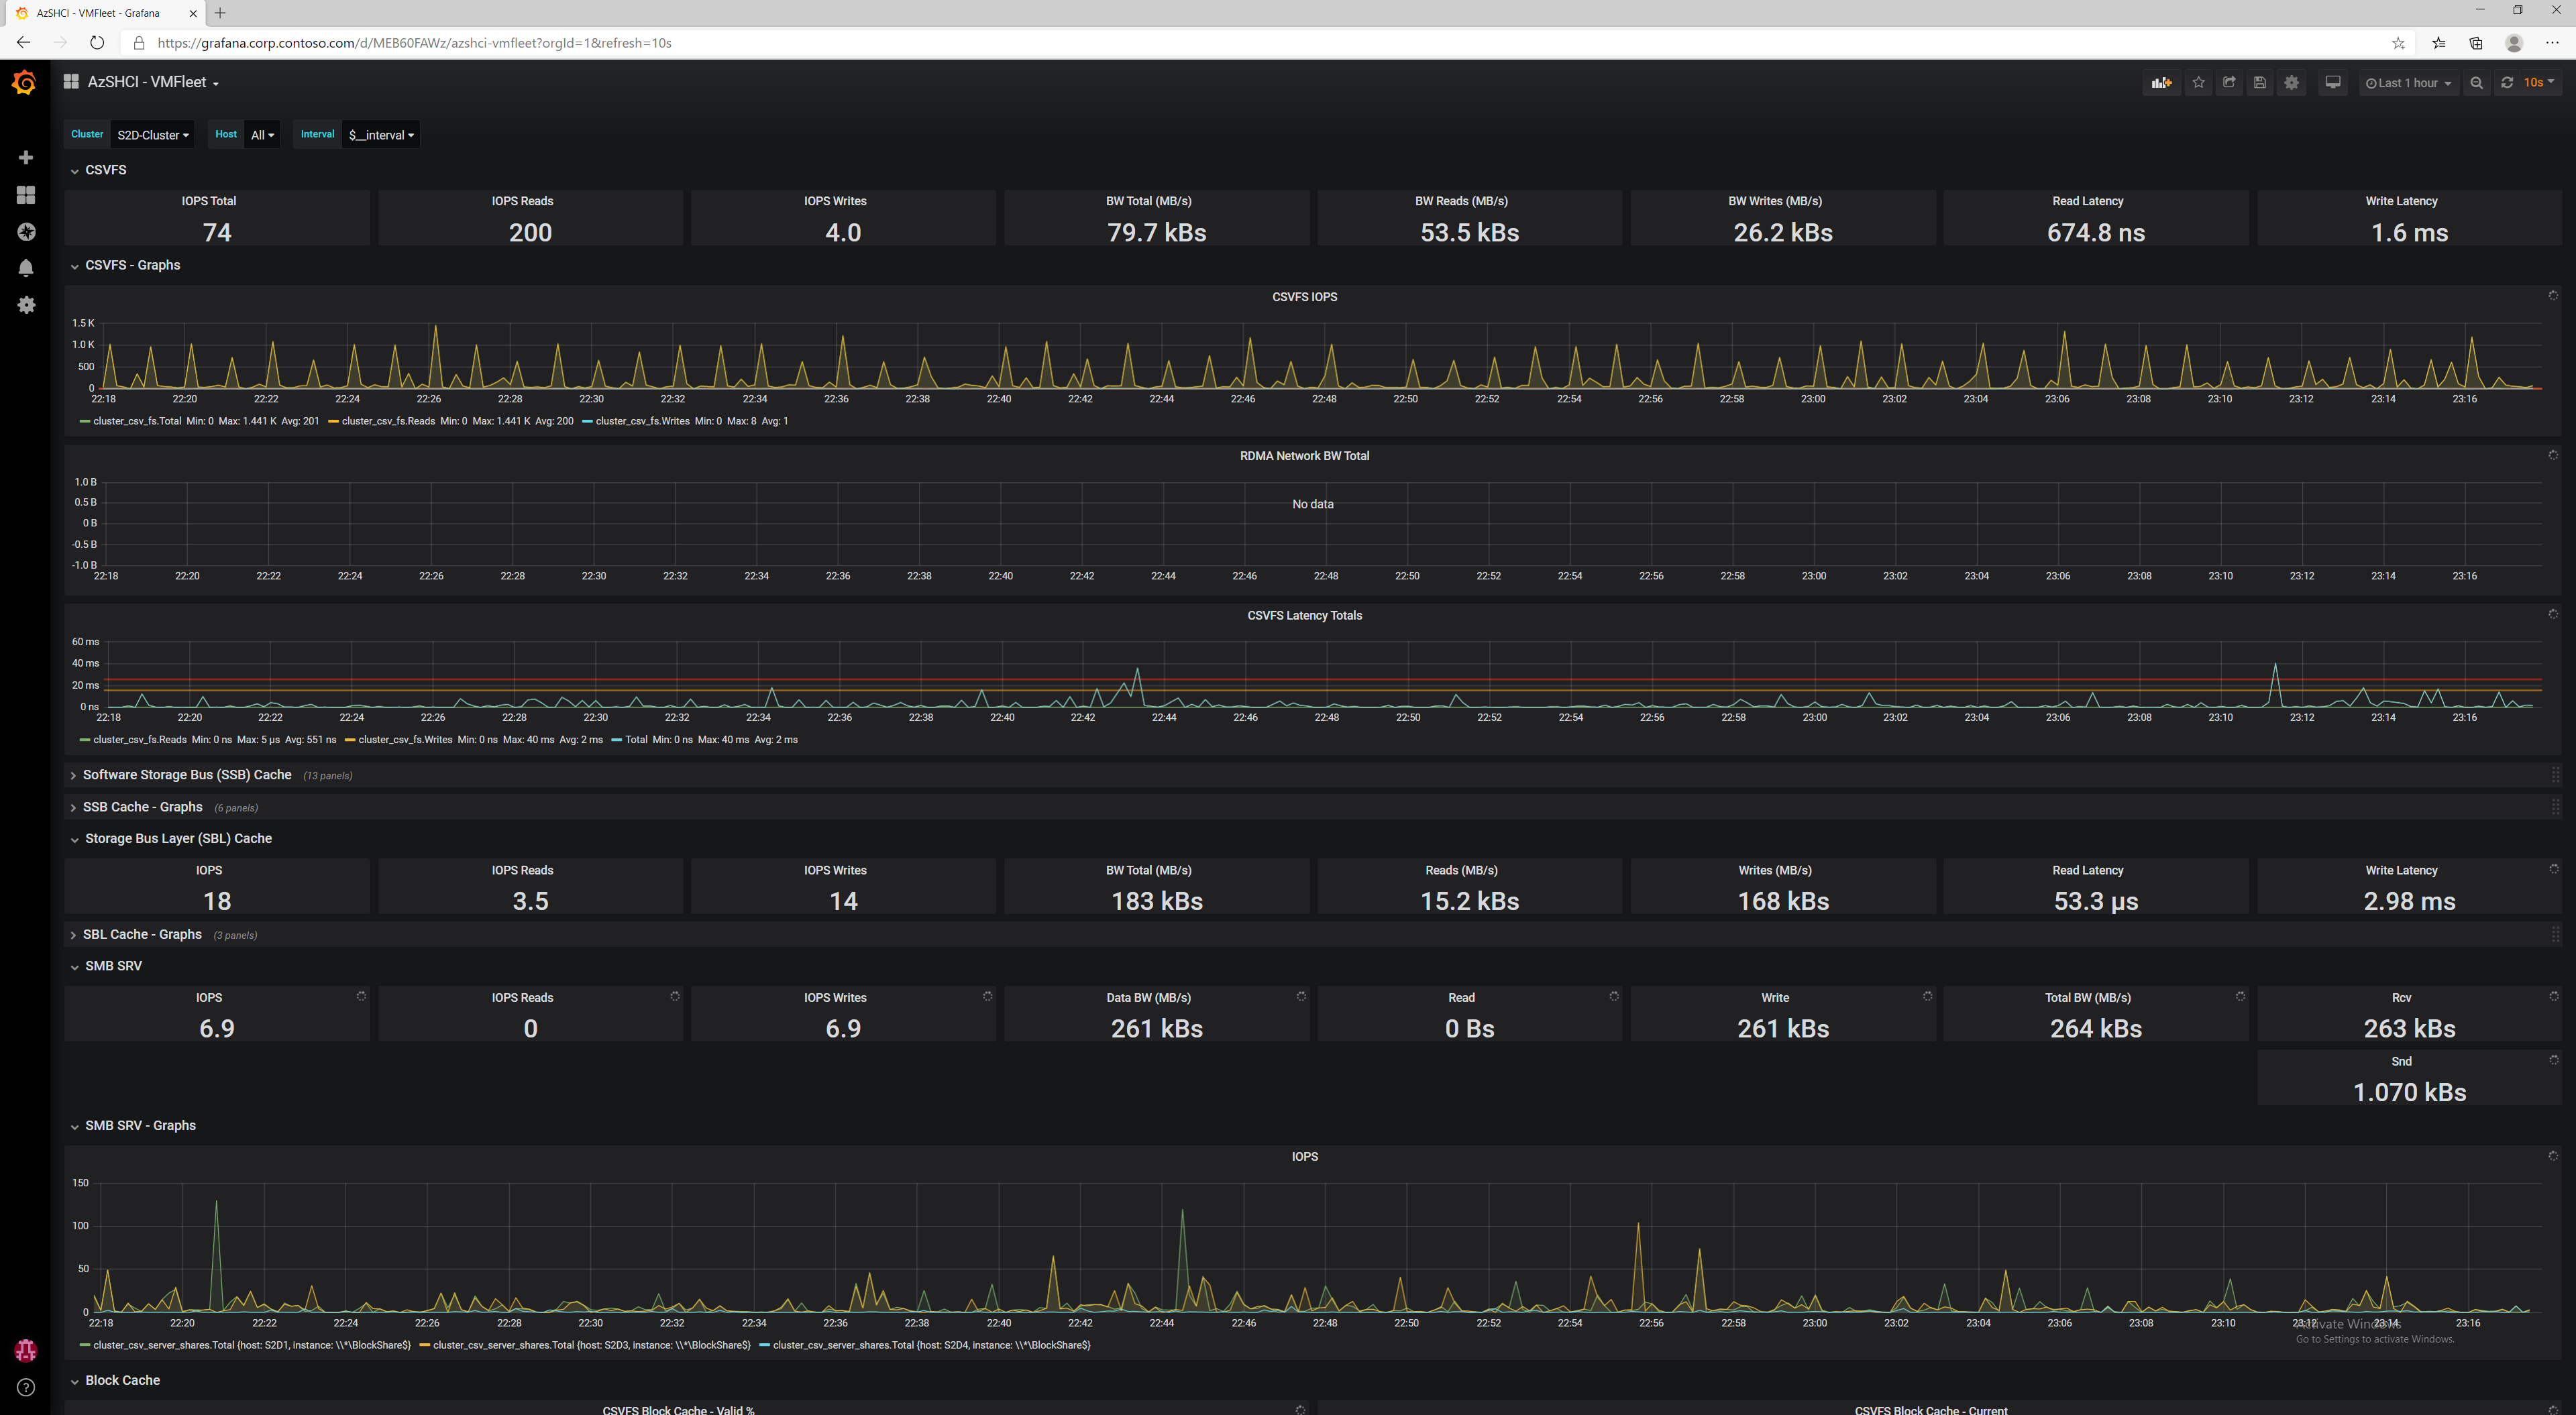 AzSHCI - VMFleet - Grafana
https://grafana.corp.contoso.com/d/MEB60FAWz/azshci-vmfleet?orgId=1&refresh=10s
AzSHCI - VMFleet
Last 1 hour
10s
Cluster S2D-Cluster Host All Interval $__interval
CSVFS
IOPS Total IOPS Reads IOPS Writes BW Total (MB/s) BW Reads (MB/s) BW Writes (MB/s) Read Latency Write Latency
74 200 4.0 79.7 kBs 53.5 kBs 26.2 kBs 674.8 ns 1.6 ms
CSVFS - Graphs
CSVFS IOPS
1.5 K
1.0 K
500
0
22:18 22:20 22:22 22:24 22:26 22:28 22:30 22:32 22:34 22:36 22:38 22:40 22:42 22:44 22:46 22:48 22:50 22:52 22:54 22:56 22:58 23:00 23:02 23:04 23:06 23:08 23:10 23:12 23:14 23:16
cluster_csv_fs.Total Min: 0 Max: 1.441 K Avg: 201 cluster_csv_fs.Reads Min: 0 Max: 1.441 K Avg: 200 cluster_csv_fs.Writes Min: 0 Max: 8 Avg: 1
RDMA Network BW Total
1.0 B
0.5 B
No data
0 B
-0.5 B
-1.0 B
22:18 22:20 22:22 22:24 22:26 22:28 22:30 22:32 22:34 22:36 22:38 22:40 22:42 22:44 22:46 22:48 22:50 22:52 22:54 22:56 22:58 23:00 23:02 23:04 23:06 23:08 23:10 23:12 23:14 23:16
CSVFS Latency Totals
60 ms
40 ms
20 ms
0 ns
22:18 22:20 22:22 22:24 22:26 22:28 22:30 22:32 22:34 22:36 22:38 22:40 22:42 22:44 22:46 22:48 22:50 22:52 22:54 22:56 22:58 23:00 23:02 23:04 23:06 23:08 23:10 23:12 23:14 23:16
cluster_csv_fs.Reads Min: 0 ns Max: 5 µs Avg: 551 ns cluster_csv_fs.Writes Min: 0 ns Max: 40 ms Avg: 2 ms Total Min: 0 ns Max: 40 ms Avg: 2 ms
Software Storage Bus (SSB) Cache (13 panels)
SSB Cache - Graphs (6 panels)
Storage Bus Layer (SBL) Cache
IOPS IOPS Reads IOPS Writes BW Total (MB/s) Reads (MB/s) Writes (MB/s) Read Latency Write Latency
18 3.5 14 183 kBs 15.2 kBs 168 kBs 53.3 µs 2.98 ms
SBL Cache - Graphs (3 panels)
SMB SRV
IOPS IOPS Reads IOPS Writes Data BW (MB/s) Read Write Total BW (MB/s) Rcv
6.9 0 6.9 261 kBs 0 Bs 261 kBs 264 kBs 263 kBs
Snd
1.070 kBs
SMB SRV - Graphs
IOPS
150
100
50
0
22:18 22:20 22:22 22:24 22:26 22:28 22:30 22:32 22:34 22:36 22:38 22:40 22:42 22:44 22:46 22:48 22:50 22:52 22:54 22:56 22:58 23:00 23:02 23:04 23:06 23:08 23:10 23:12 23:14 23:16
Activate Windows
Go to Settings to activate Windows.
cluster_csv_server_shares.Total {host: S2D1, instance: \\*\BlockShare$} cluster_csv_server_shares.Total {host: S2D3, instance: \\*\BlockShare$} cluster_csv_server_shares.Total {host: S2D4, instance: \\*\BlockShare$}
Block Cache
CSVFS Block Cache - Valid % CSVFS Block Cache - Current